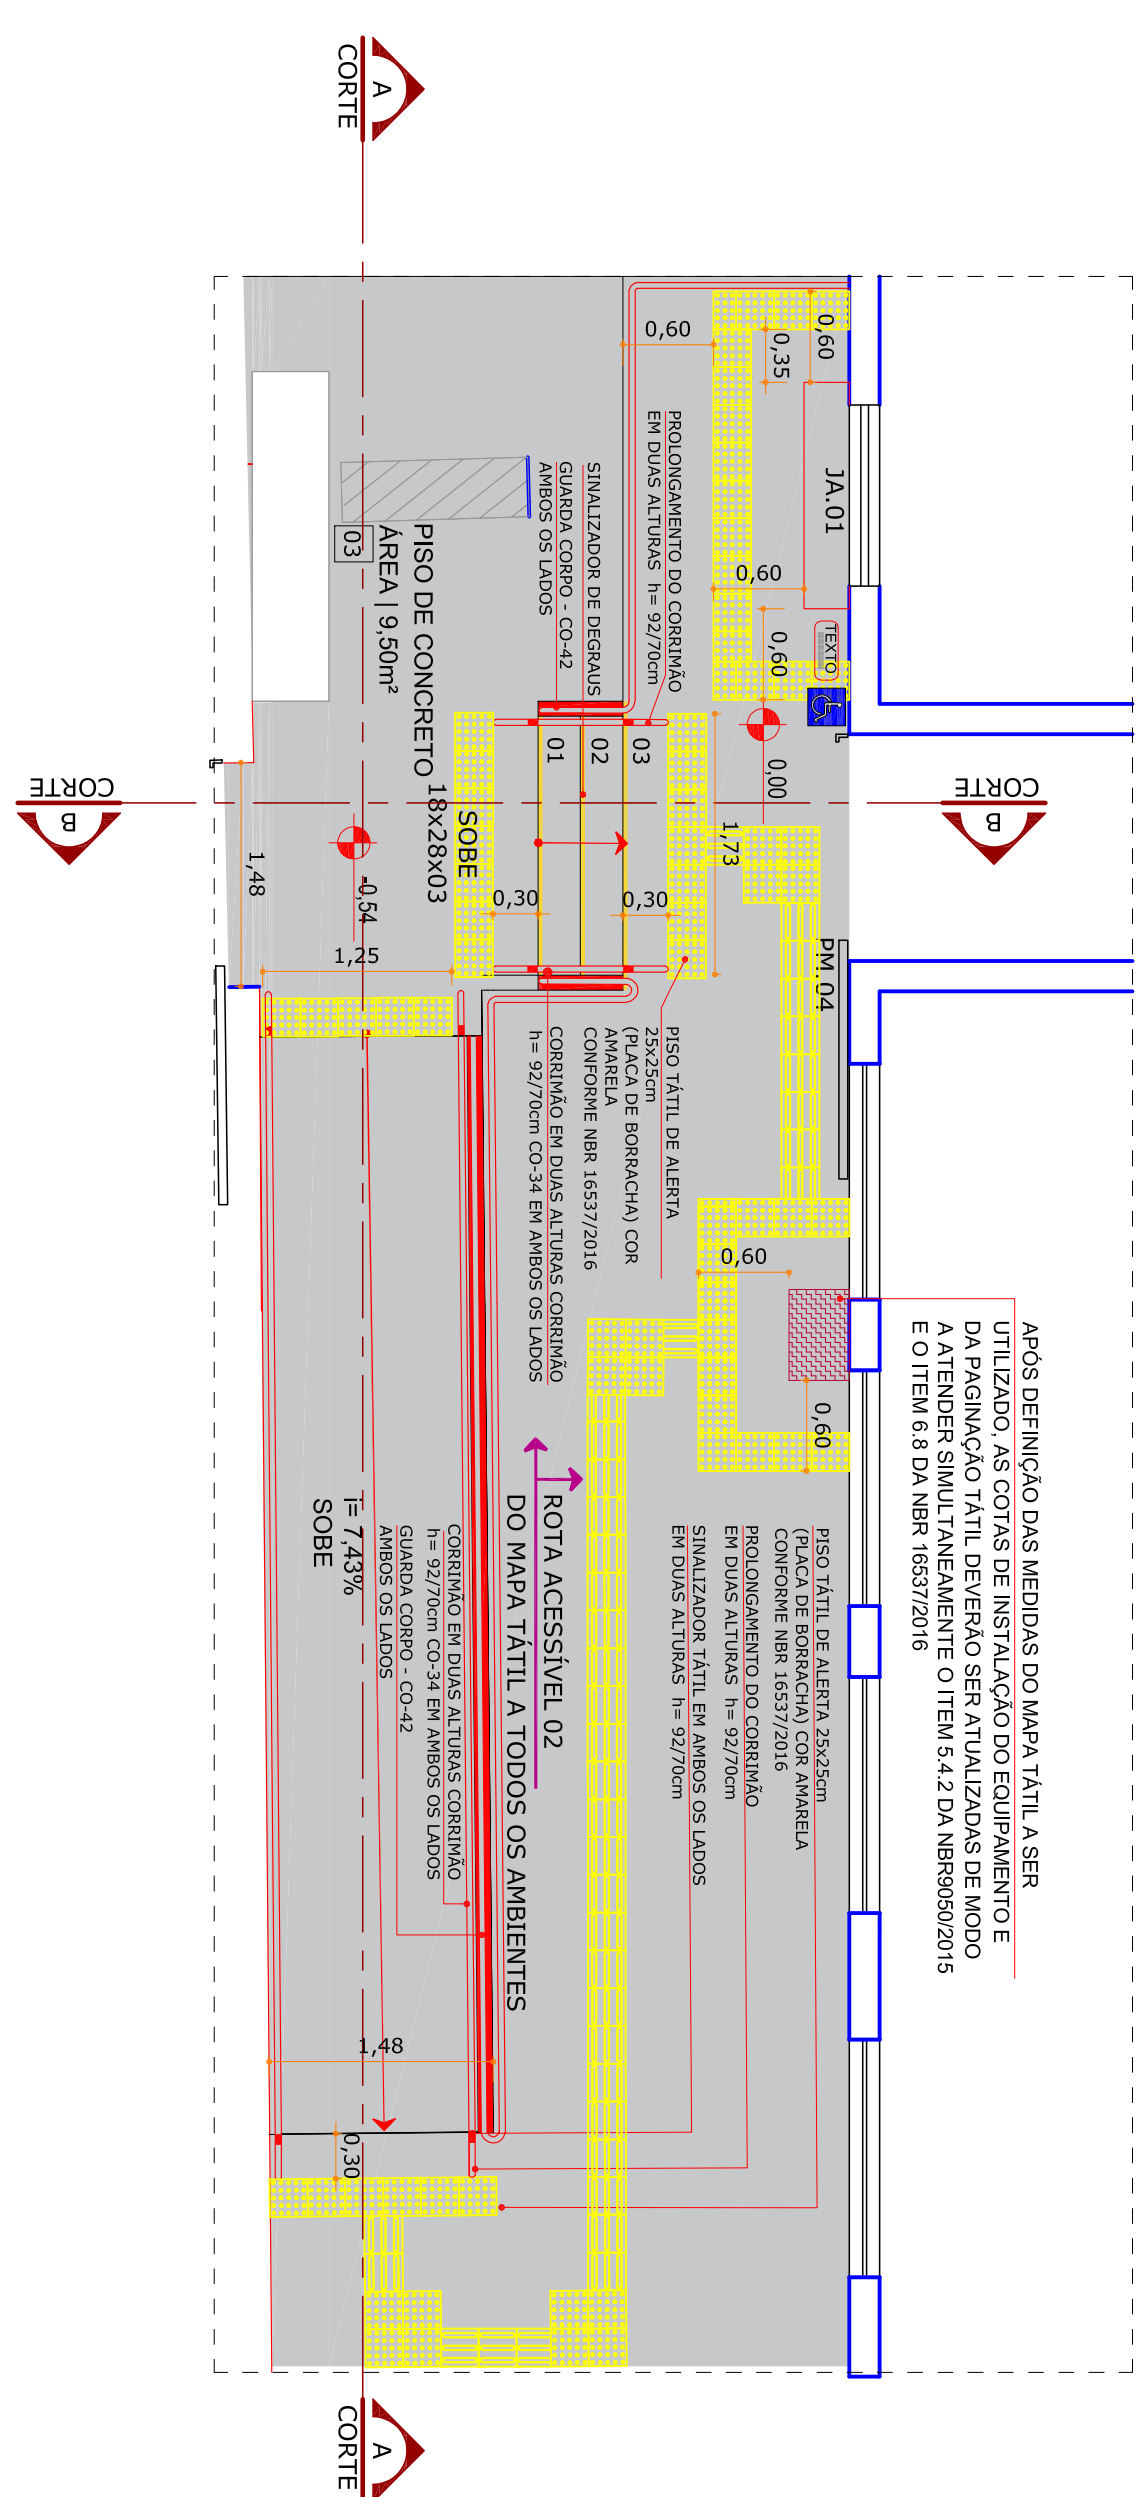 CORTE
A
0,60
0,60
0,35
JA.01
0,60
0,60
TEXTO
PROLONGAMENTO DO CORRIMÃO
EM DUAS ALTURAS h= 92/70cm
SINALIZADOR DE DEGRAUS
GUARDA CORPO - CO-42
AMBOS OS LADOS
PISO DE CONCRETO
ÁREA | 9,50m²
03
18x28x03
SOBE
01
02
03
0,00
1,73
CORTE
B
CORTE
B
1,48
-0,54
1,25
0,30
0,30
PM. 04
PISO TÁTIL DE ALERTA
25x25cm
(PLACA DE BORRACHA) COR
AMARELA
CONFORME NBR 16537/2016
CORRIMÃO EM DUAS ALTURAS CORRIMÃO
h= 92/70cm CO-34 EM AMBOS OS LADOS
0,60
0,60
APÓS DEFINIÇÃO DAS MEDIDAS DO MAPA TÁTIL A SER
UTILIZADO, AS COTAS DE INSTALAÇÃO DO EQUIPAMENTO E
DA PAGINAÇÃO TÁTIL DEVERÃO SER ATUALIZADAS DE MODO
A ATENDER SIMULTANEAMENTE O ITEM 5.4.2 DA NBR9050/2015
E O ITEM 6.8 DA NBR 16537/2016
ROTA ACESSÍVEL 02
DO MAPA TÁTIL A TODOS OS AMBIENTES
i= 7,43%
SOBE
PISO TÁTIL DE ALERTA 25x25cm
(PLACA DE BORRACHA) COR AMARELA
CONFORME NBR 16537/2016
PROLONGAMENTO DO CORRIMÃO
EM DUAS ALTURAS h= 92/70cm
SINALIZADOR TÁTIL EM AMBOS OS LADOS
EM DUAS ALTURAS h= 92/70cm
CORRIMÃO EM DUAS ALTURAS CORRIMÃO
h= 92/70cm CO-34 EM AMBOS OS LADOS
GUARDA CORPO - CO-42
AMBOS OS LADOS
1,48
0,30
CORTE
A